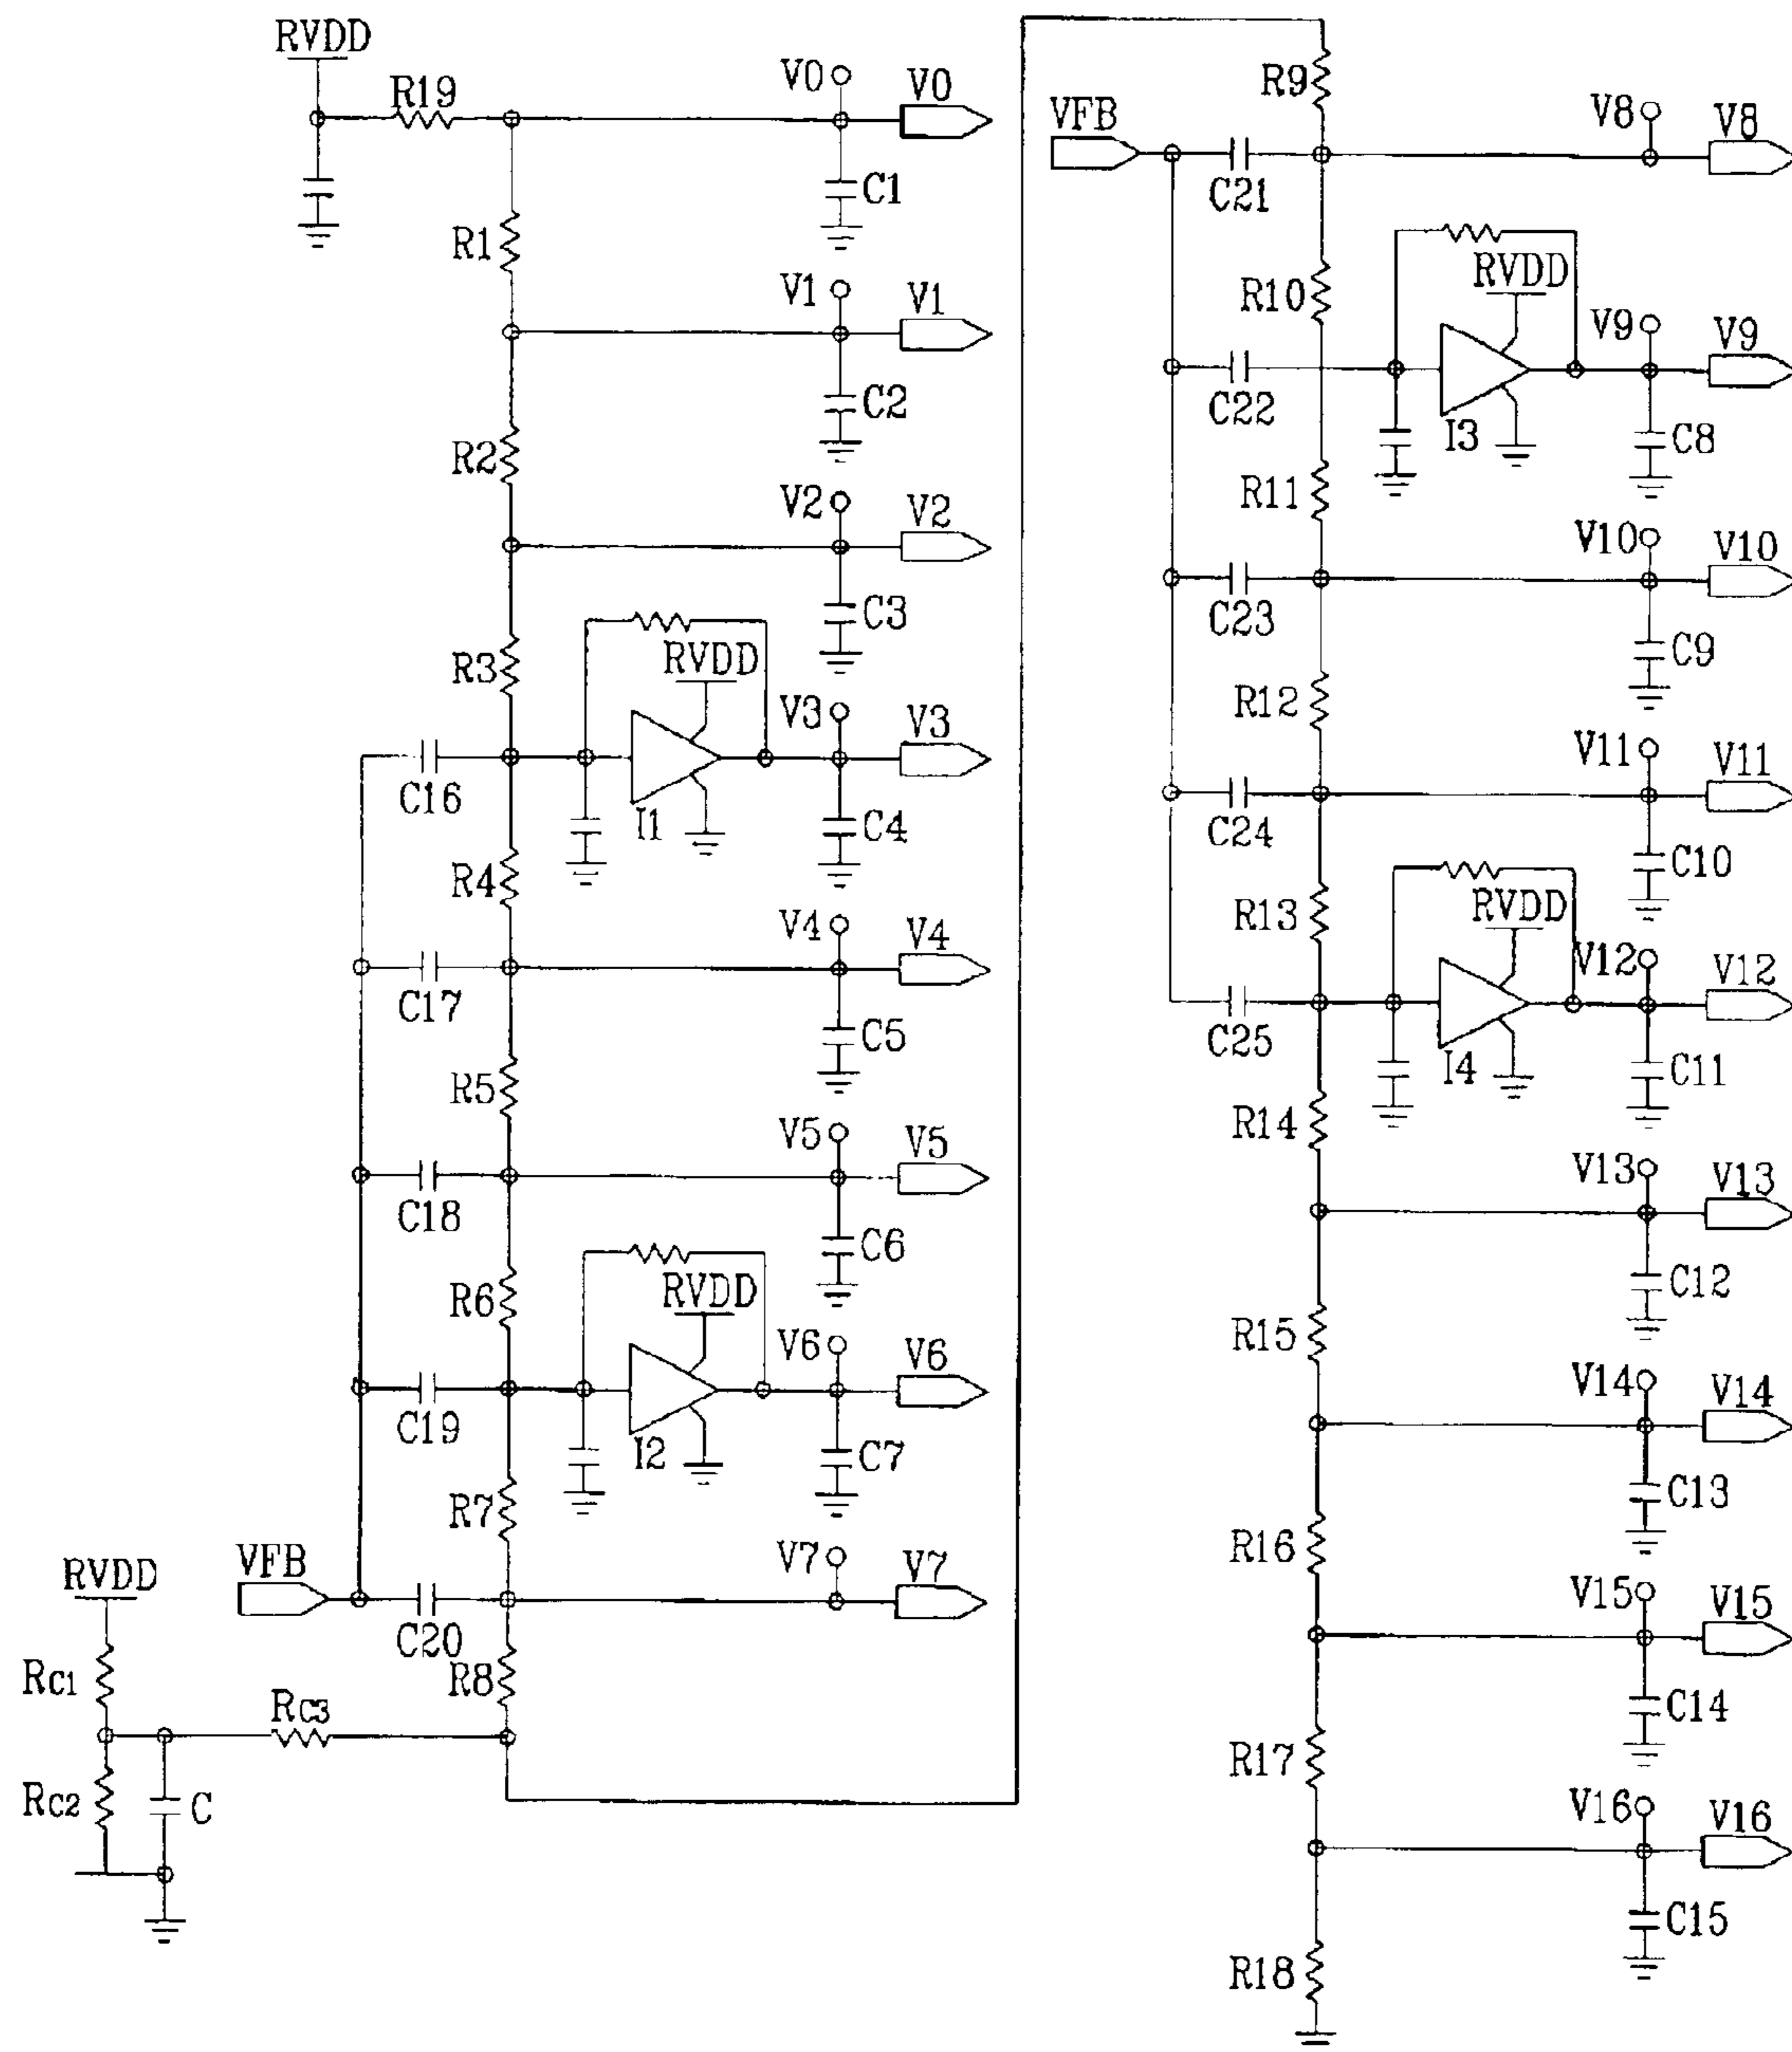 RVDD
R19
V0
V0
C1
R1
V1
V1
C2
R2
V2
V2
C3
R3
RVDD
V3
V3
C16
I1
C4
R4
V4
V4
C17
C5
R5
V5
V5
C18
C6
R6
RVDD
V6
V6
C19
I2
C7
R7
VFB
V7
V7
C20
RVDD
RC1
R8
RC3
RC2
C
R9
VFB
V8
V8
C21
R10
RVDD
V9
V9
C22
I3
C8
R11
V10
V10
C23
C9
R12
V11
V11
C24
C10
R13
RVDD
V12
V12
C25
I4
C11
R14
V13
V13
C12
R15
V14
V14
C13
R16
V15
V15
C14
R17
V16
V16
C15
R18